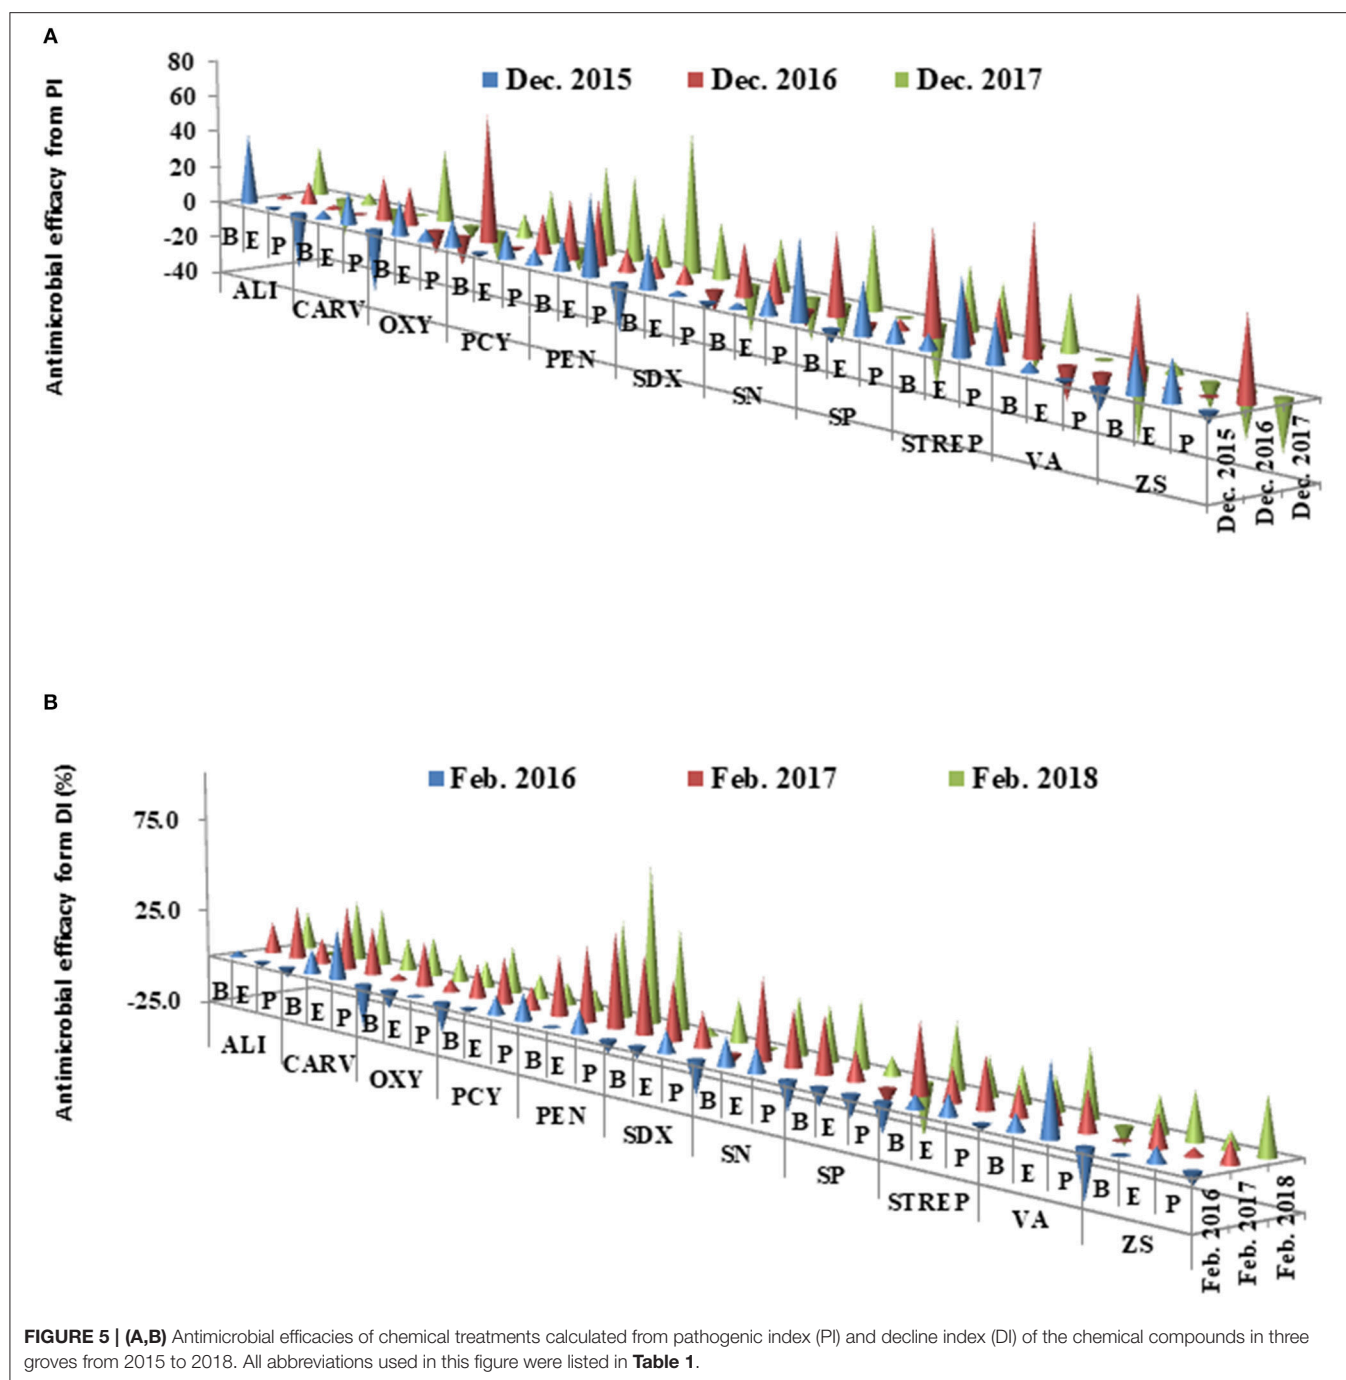 A
Antimicrobial efficacy from PI
Dec. 2015 Dec. 2016 Dec. 2017
80
60
40
20
0
-20
-40
B E P B E P B E P B E P B E P B E P B E P B E P B E P B E P B E P
ALI CARV OXY PCY PEN SDX SN SP STREP VA ZS
Dec. 2015
Dec. 2016
Dec. 2017
B
Antimicrobial efficacy form DI (%)
Feb. 2016 Feb. 2017 Feb. 2018
75.0
25.0
-25.0
B E P B E P B E P B E P B E P B E P B E P B E P B E P B E P B E P
ALI CARV OXY PCY PEN SDX SN SP STREP VA ZS
Feb. 2016
Feb. 2017
Feb. 2018
FIGURE 5 | (A,B) Antimicrobial efficacies of chemical treatments calculated from pathogenic index (PI) and decline index (DI) of the chemical compounds in three
groves from 2015 to 2018. All abbreviations used in this figure were listed in Table 1.